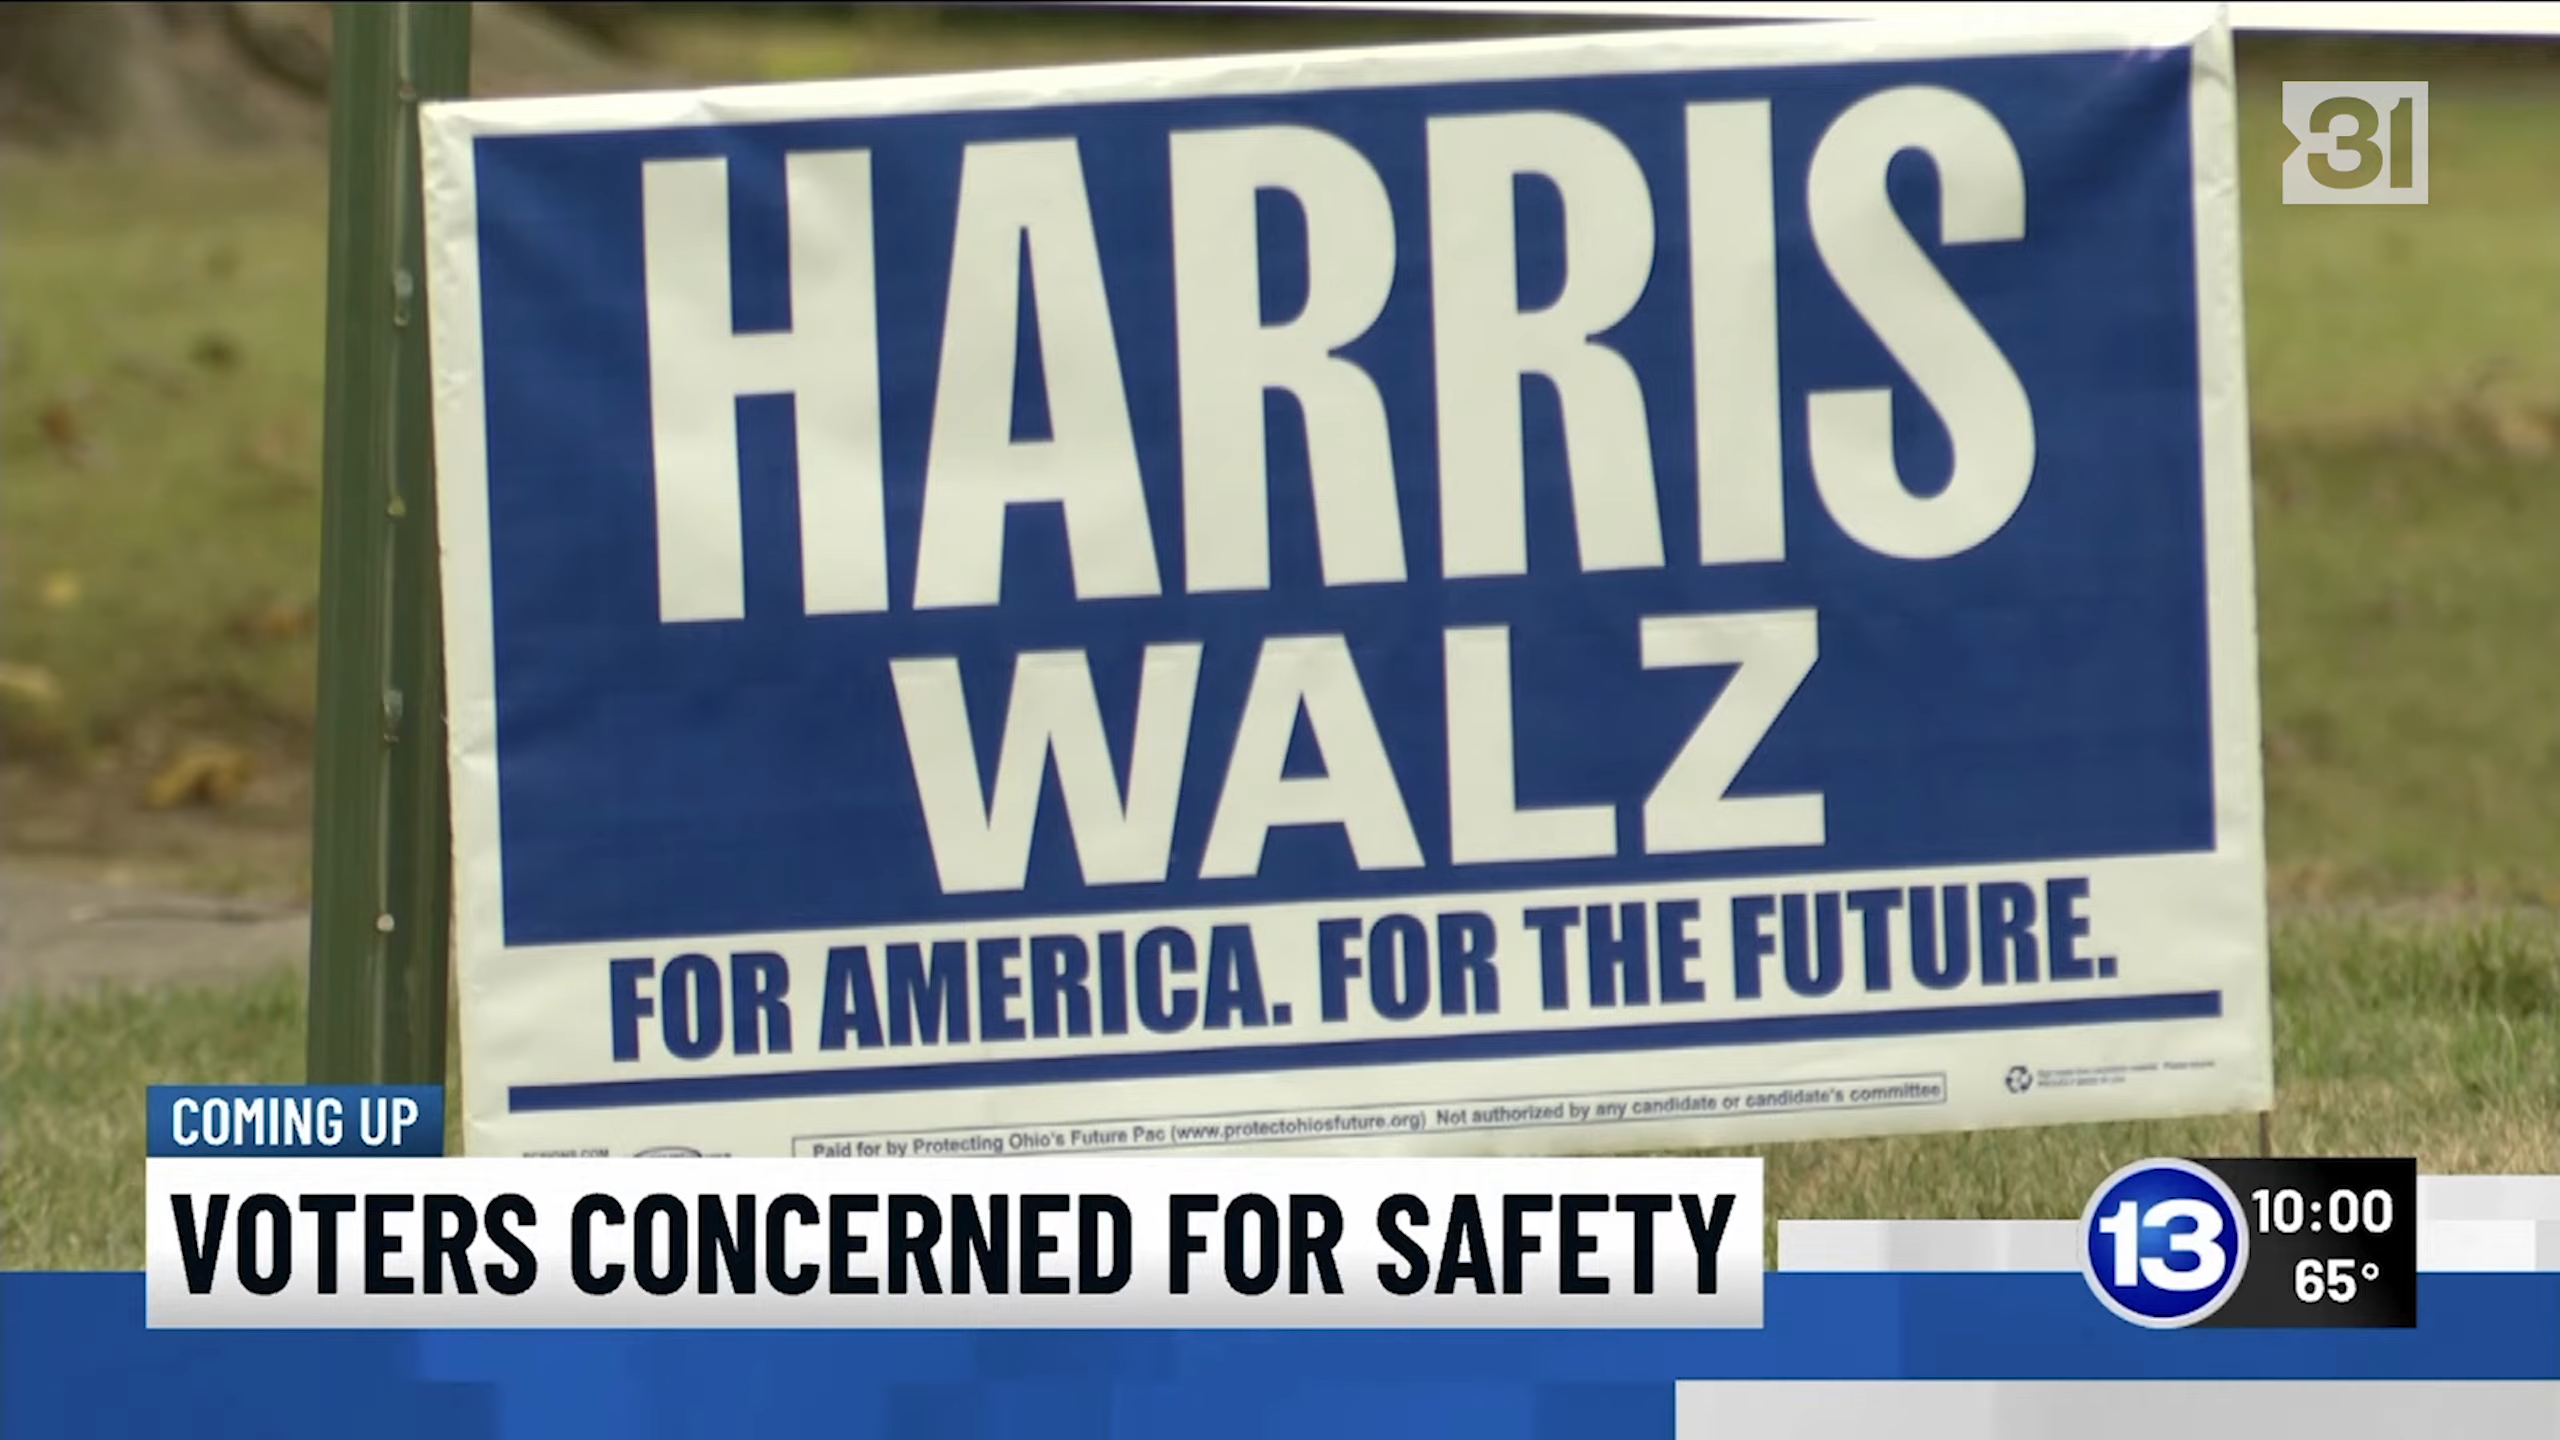 31
HARRIS
WALZ
FOR AMERICA. FOR THE FUTURE.
Paid for by Protecting Ohio's Future Pac (www.protectohiosfuture.org) Not authorized by any candidate or candidate's committee
COMING UP
VOTERS CONCERNED FOR SAFETY
13
10:00
65°